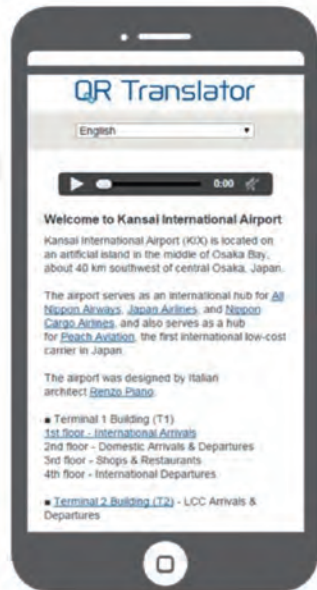 QR Translator
English
0:00
Welcome to Kansai International Airport
Kansai International Airport (KIX) is located on
an artificial island in the middle of Osaka Bay,
about 40 km southwest of central Osaka, Japan.
The airport serves as an international hub for All
Nippon Airways, Japan Airlines, and Nippon
Cargo Airlines, and also serves as a hub
for Peach Aviation, the first international low-cost
carrier in Japan.
The airport was designed by Italian
architect Renzo Piano.
■ Terminal 1 Building (T1)
1st floor - International Arrivals
2nd floor - Domestic Arrivals & Departures
3rd floor - Shops & Restaurants
4th floor - International Departures
■ Terminal 2 Building (T2) - LCC Arrivals &
Departures